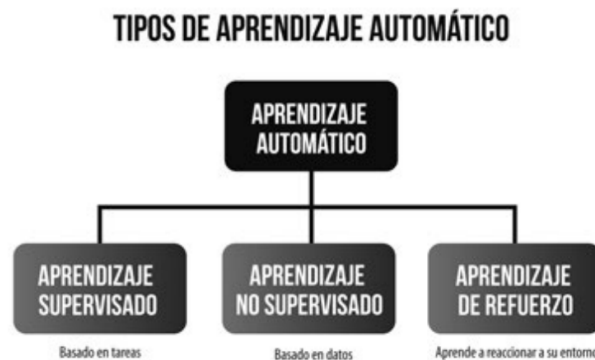 TIPOS DE APRENDIZAJE AUTOMÁTICO
APRENDIZAJE
AUTOMÁTICO
APRENDIZAJE
SUPERVISADO
APRENDIZAJE
NO SUPERVISADO
APRENDIZAJE
DE REFUERZO
Basado en tareas
Basado en datos
Aprende a reaccionar a su entorno